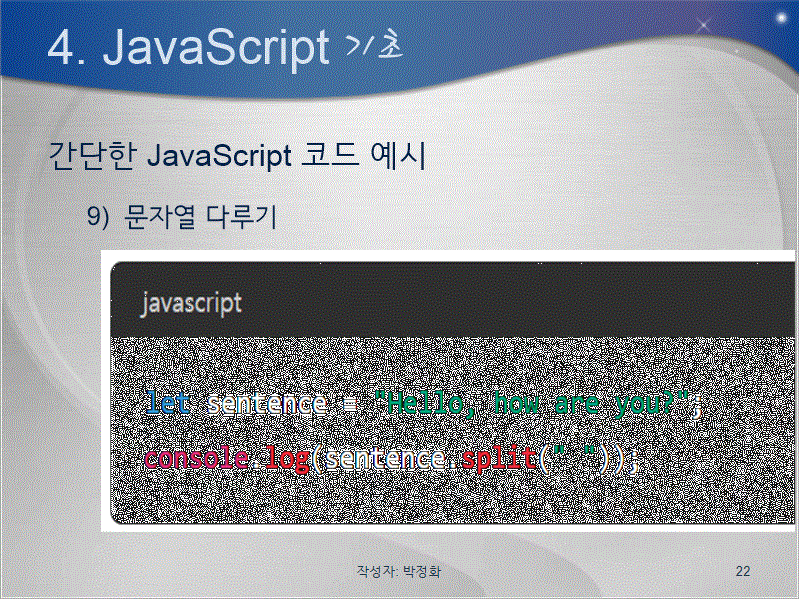 4. JavaScript 기초
간단한 JavaScript 코드 예시
9) 문자열 다루기
javascript
let sentence = "Hello, how are you?";
console.log(sentence.split(" "));
작성자: 박정화
22